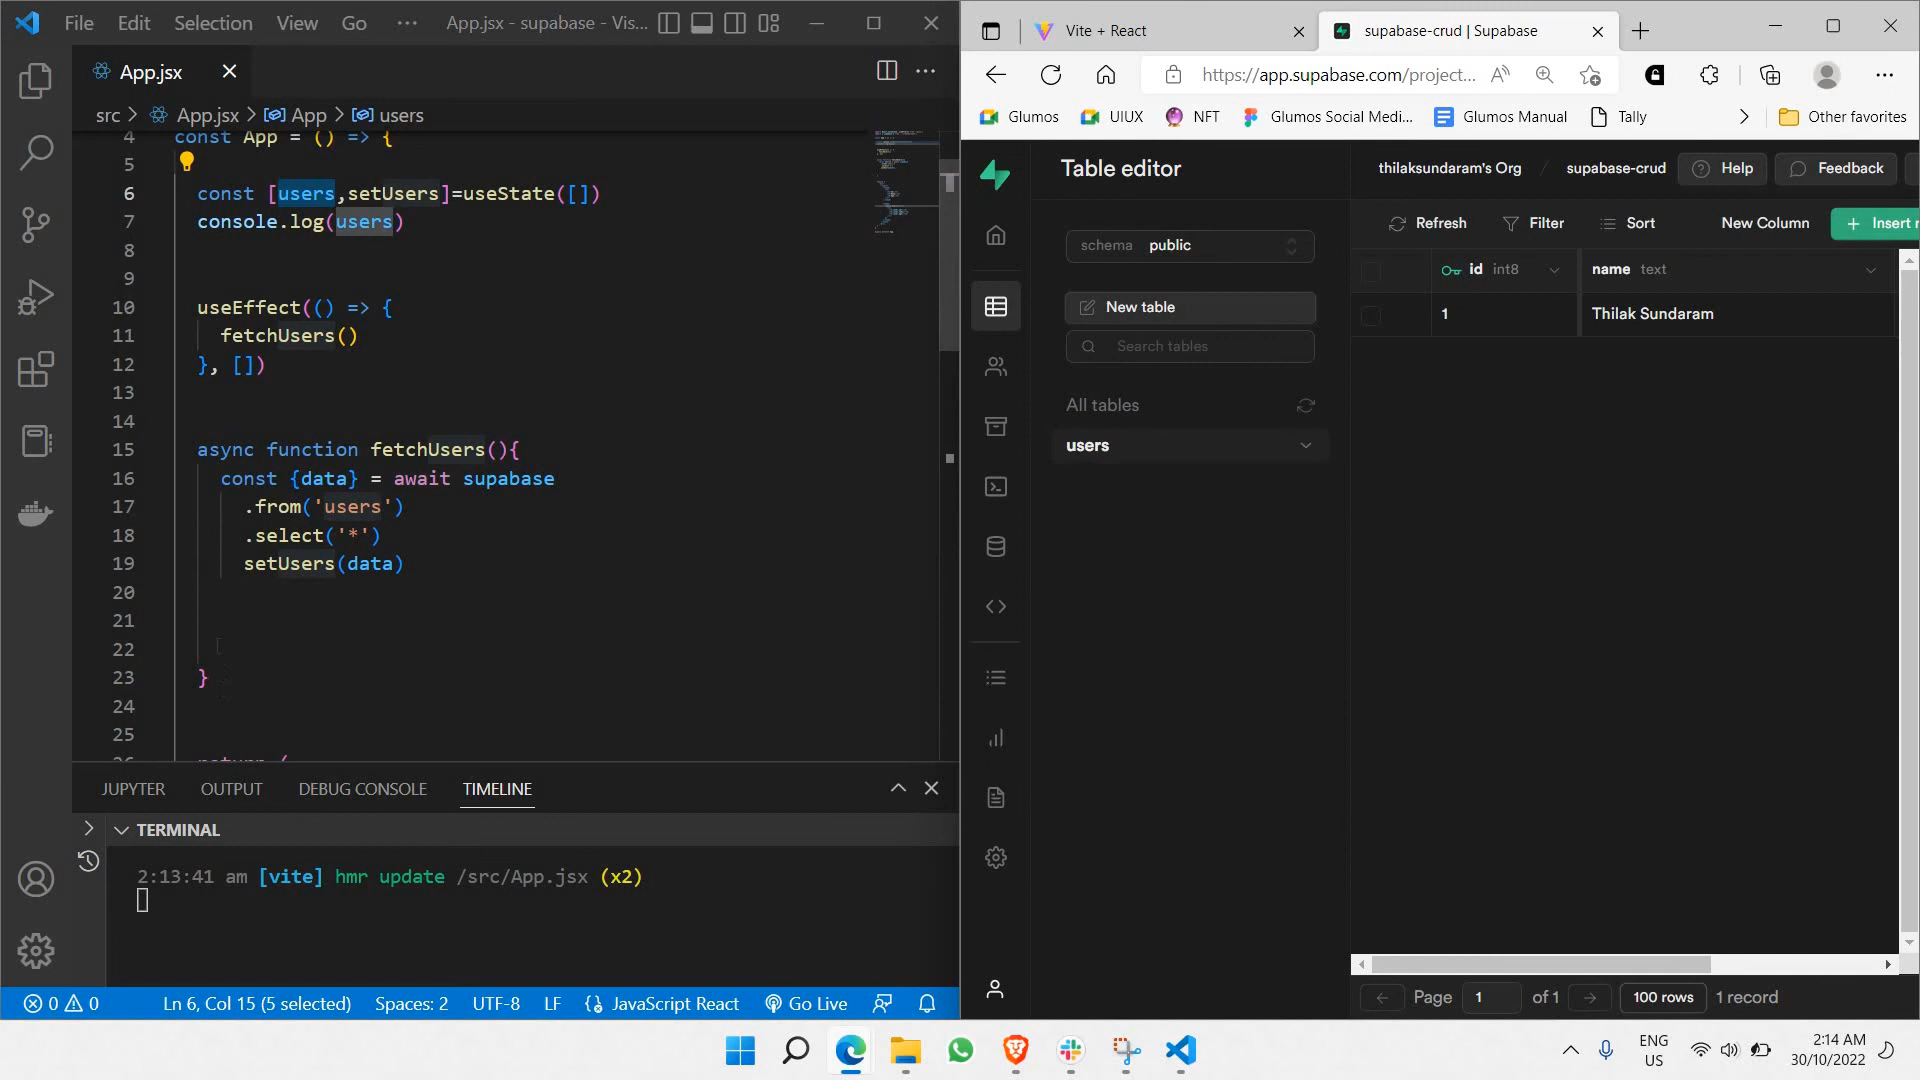 File Edit Selection View Go ··· App.jsx - supabase - Vis...
App.jsx
src > App.jsx > App > users
4 const App = () => {
5
6 const [users,setUsers]=useState([])
7 console.log(users)
8
9
10 useEffect(() => {
11 fetchUsers()
12 }, [])
13
14
15 async function fetchUsers(){
16 const {data} = await supabase
17 .from('users')
18 .select('*')
19 setUsers(data)
20
21
22
23 }
24
25
26 return (
JUPYTER OUTPUT DEBUG CONSOLE TIMELINE
TERMINAL
2:13:41 am [vite] hmr update /src/App.jsx (x2)
0 0 Ln 6, Col 15 (5 selected) Spaces: 2 UTF-8 LF JavaScript React Go Live
Vite + React
supabase-crud | Supabase
https://app.supabase.com/project...
Glumos UIUX NFT Glumos Social Medi... Glumos Manual Tally Other favorites
Table editor
thilaksundaram's Org / supabase-crud Help Feedback
schema public
New table
Search tables
All tables
users
Refresh Filter Sort New Column + Insert r
id int8 name text
1 Thilak Sundaram
Page 1 of 1 100 rows 1 record
ENG
US
2:14 AM
30/10/2022